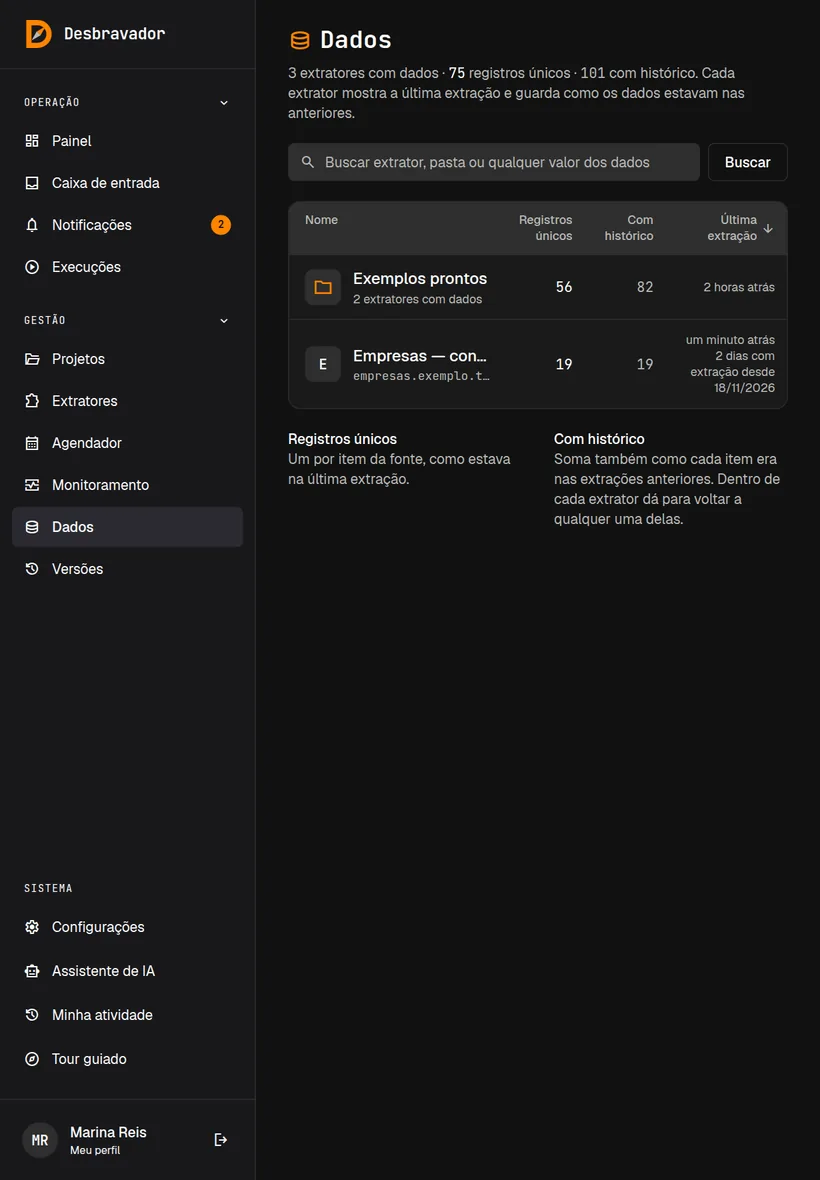 Desbravador
OPERAÇÃO
Painel
Caixa de entrada
Notificações 2
Execuções
GESTÃO
Projetos
Extratores
Agendador
Monitoramento
Dados
Versões
SISTEMA
Configurações
Assistente de IA
Minha atividade
Tour guiado
MR Marina Reis
Meu perfil
Dados
3 extratores com dados · 75 registros únicos · 101 com histórico. Cada
extrator mostra a última extração e guarda como os dados estavam nas
anteriores.
Buscar extrator, pasta ou qualquer valor dos dados
Buscar
Nome
Registros
únicos
Com
histórico
Última
extração
Exemplos prontos
2 extratores com dados
56
82
2 horas atrás
E
Empresas — con…
empresas.exemplo.t…
19
19
um minuto atrás
2 dias com
extração desde
18/11/2026
Registros únicos
Um por item da fonte, como estava
na última extração.
Com histórico
Soma também como cada item era
nas extrações anteriores. Dentro de
cada extrator dá para voltar a
qualquer uma delas.